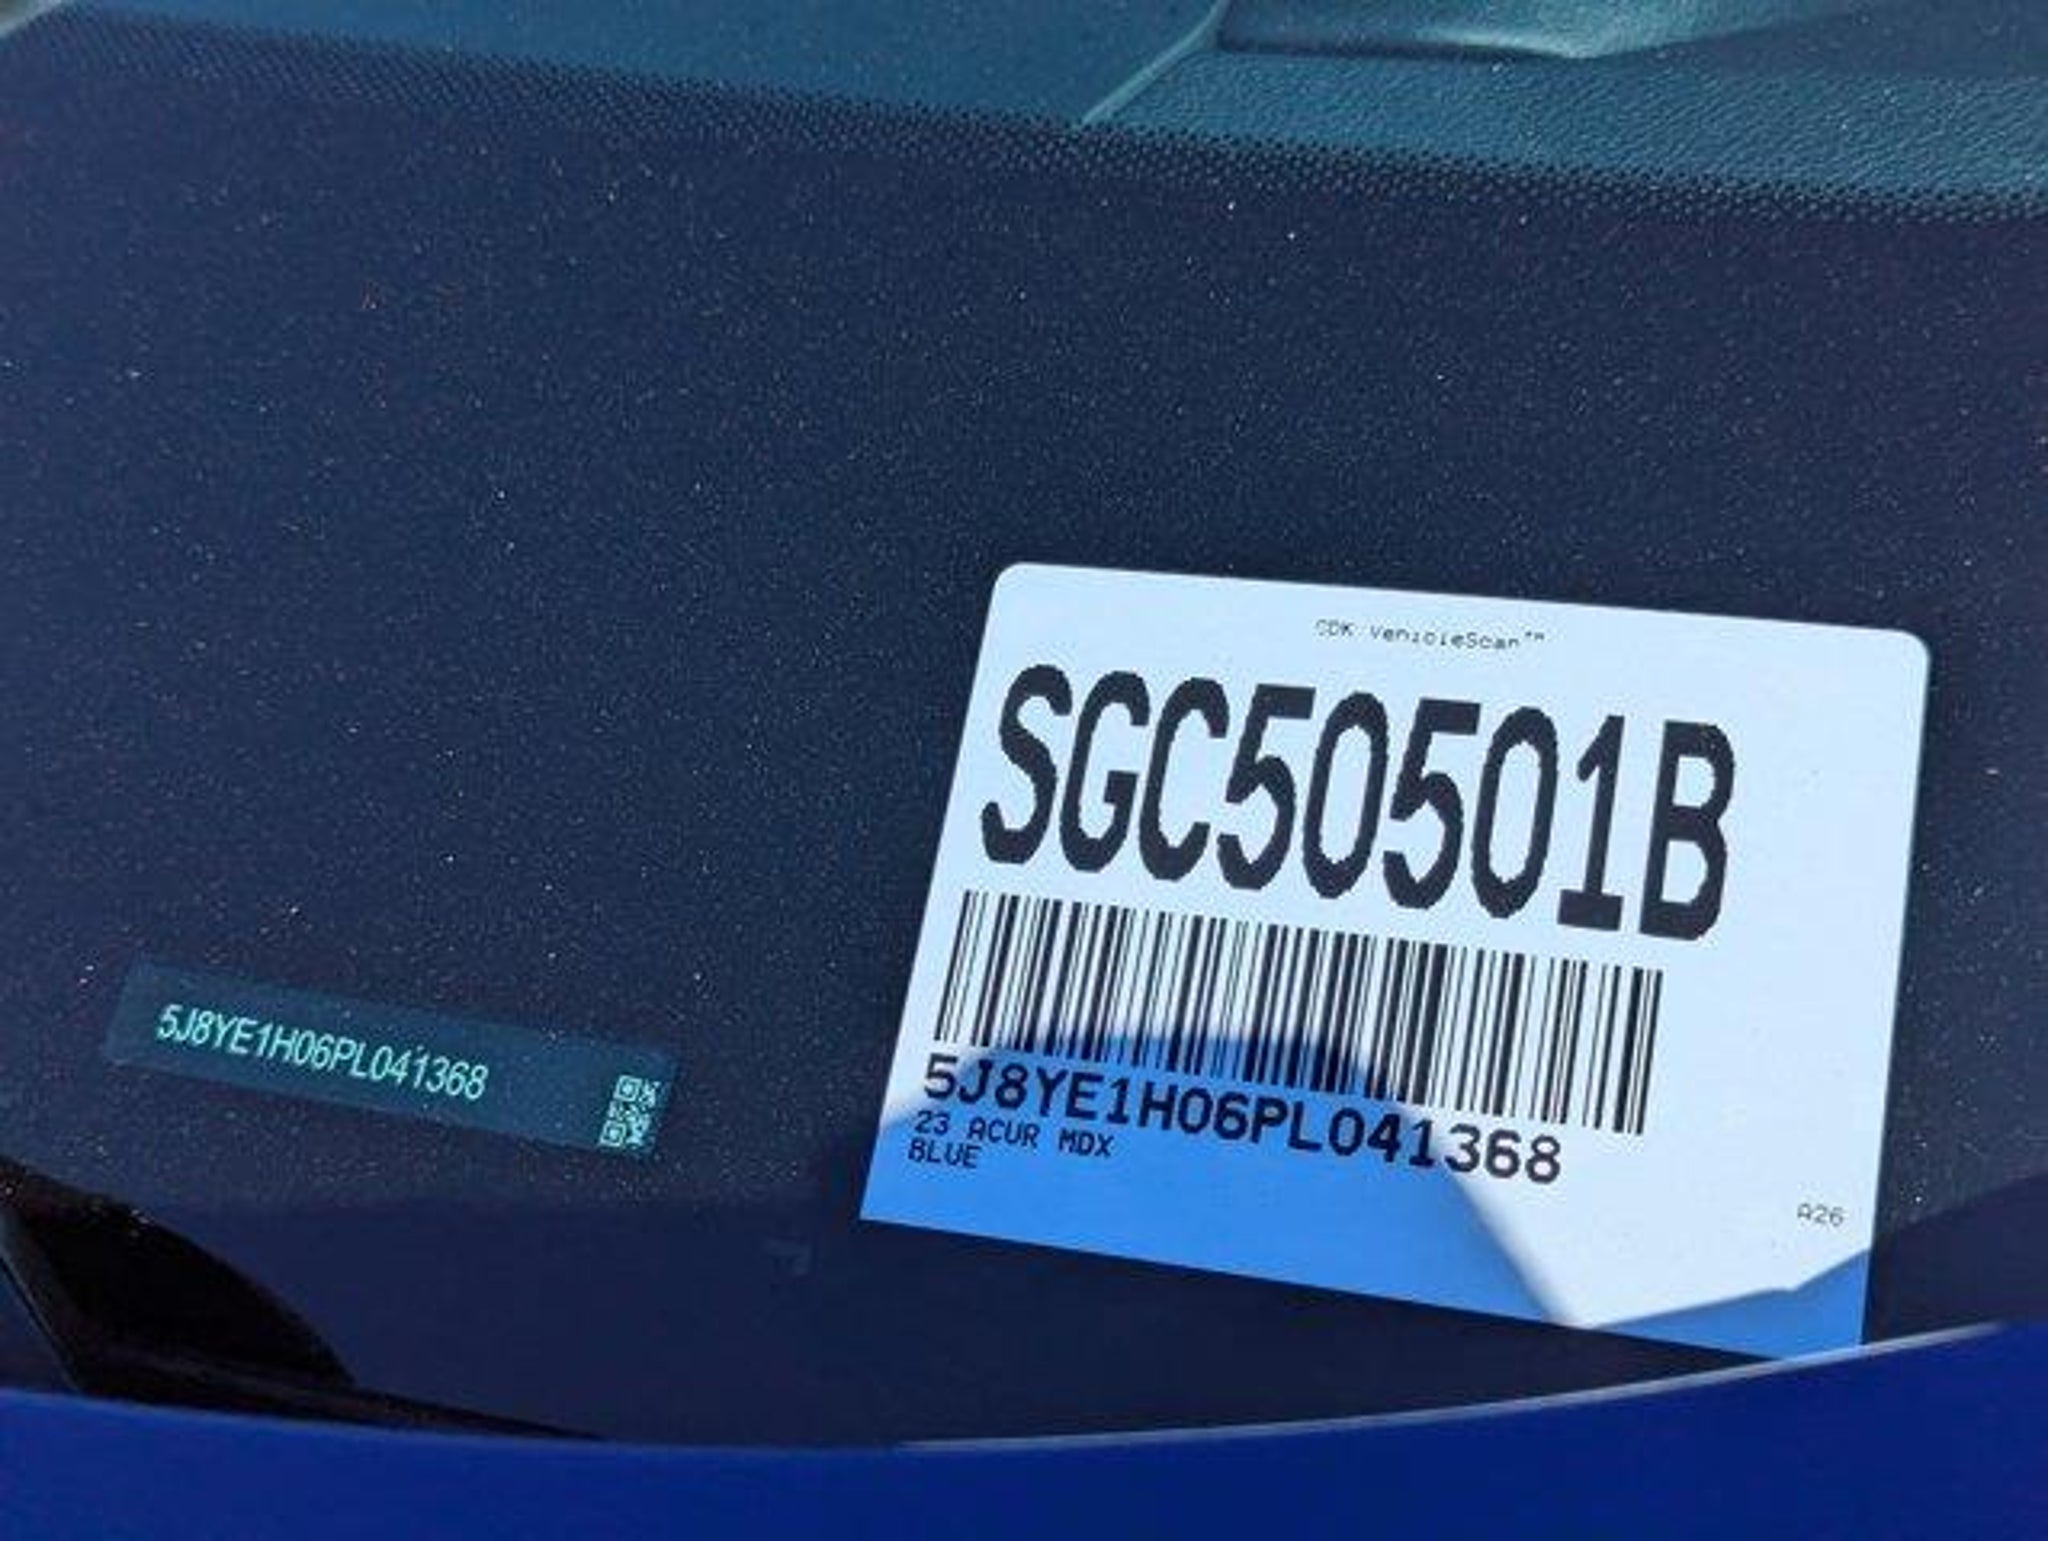 CDK VehicleScan™
SGC50501B
5J8YE1H06PL041368
5J8YE1H06PL041368
23 ACUR MDX
BLUE
A26